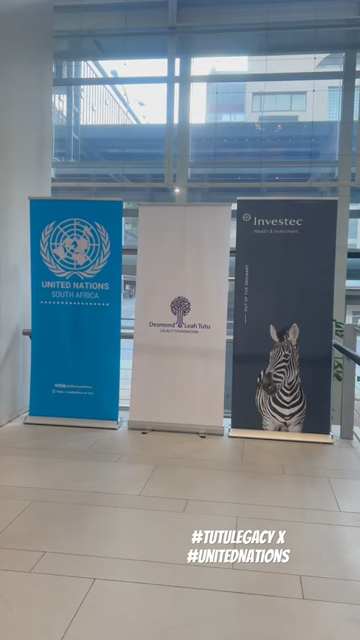 UNITED NATIONS
SOUTH AFRICA
Desmond & Leah Tutu
LEGACY FOUNDATION
Investec
Wealth & Investment
OUT OF THE ORDINARY
#TUTULEGACY X
#UNITEDNATIONS